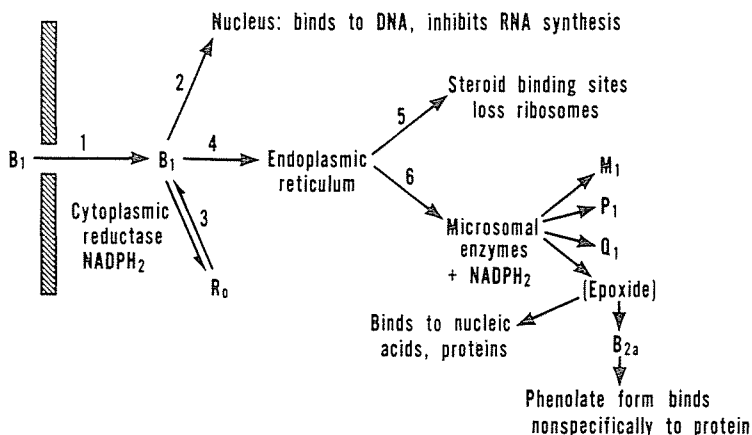 Nucleus: binds to DNA, inhibits RNA synthesis
2
Steroid binding sites
loss ribosomes
5
1
B₁
B₁
4
Endoplasmic
reticulum
6
M₁
P₁
Q₁
Microsomal
enzymes
+ NADPH₂
3
Cytoplasmic
reductase
NADPH₂
R₀
(Epoxide)
Binds to nucleic
acids, proteins
B₂ₐ
Phenolate form binds
nonspecifically to protein